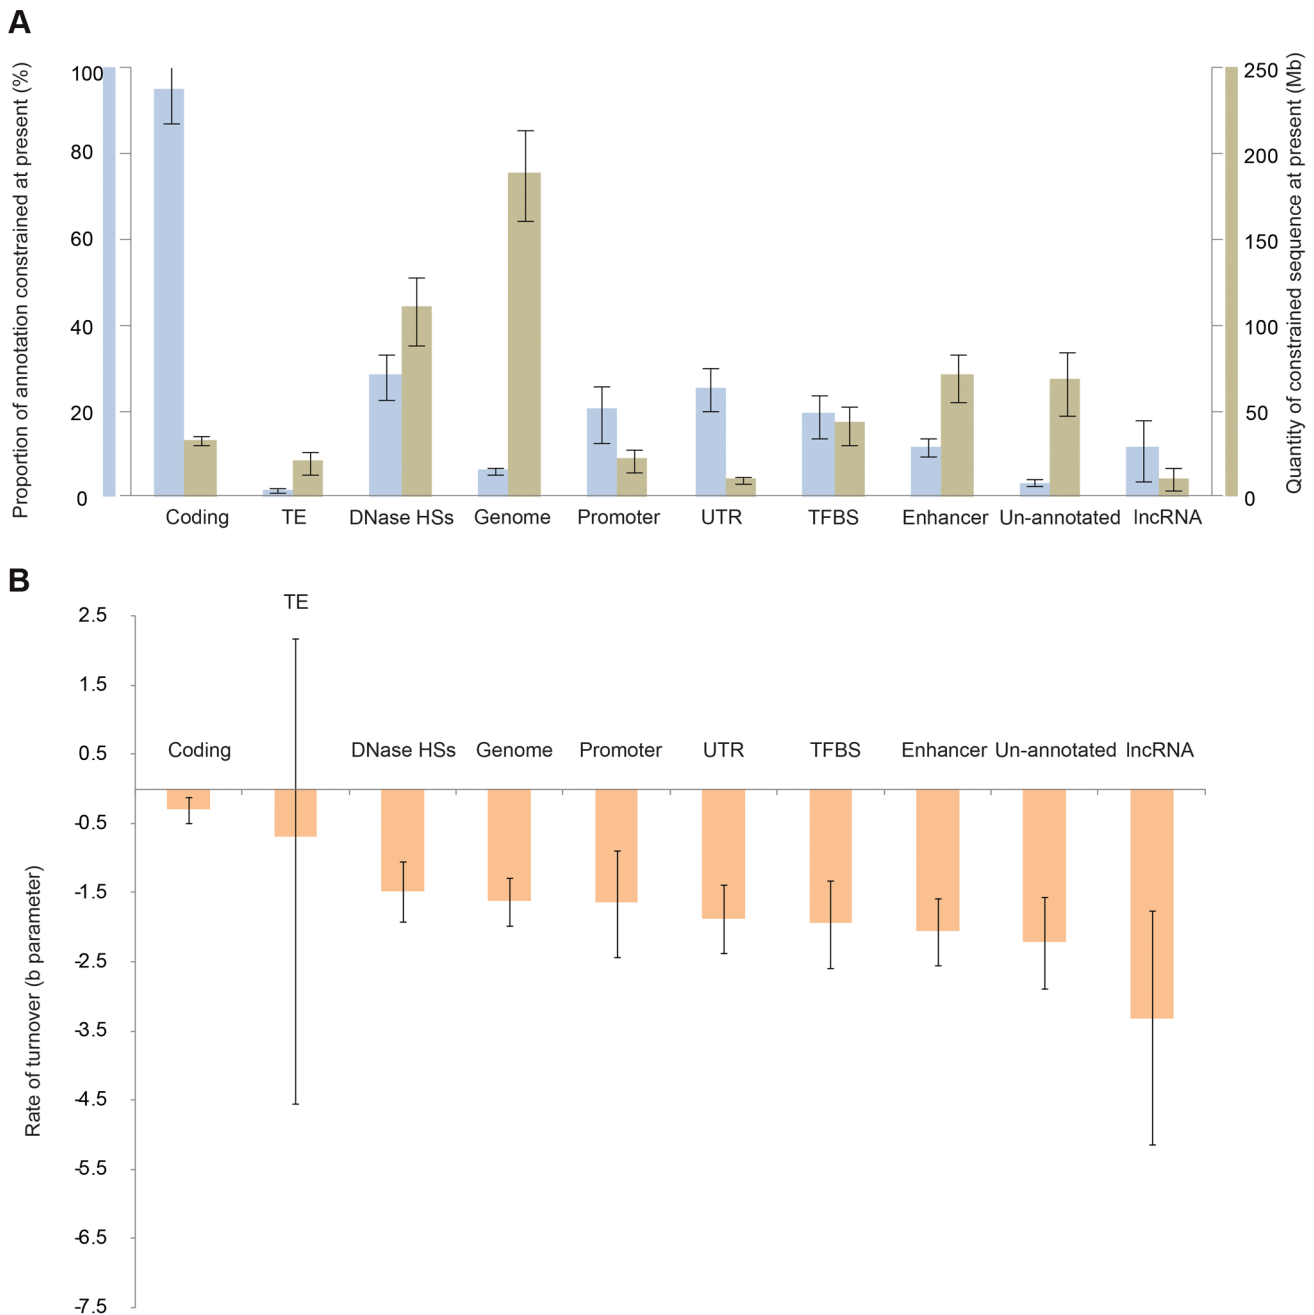 A
Proportion of annotation constrained at present (%)
100
80
60
40
20
0
250
200
150
100
50
0
Quantity of constrained sequence at present (Mb)
Coding TE DNase HSs Genome Promoter UTR TFBS Enhancer Un-annotated lncRNA
B
Rate of turnover (b parameter)
2.5
1.5
0.5
-0.5
-1.5
-2.5
-3.5
-4.5
-5.5
-6.5
-7.5
TE
Coding DNase HSs Genome Promoter UTR TFBS Enhancer Un-annotated lncRNA